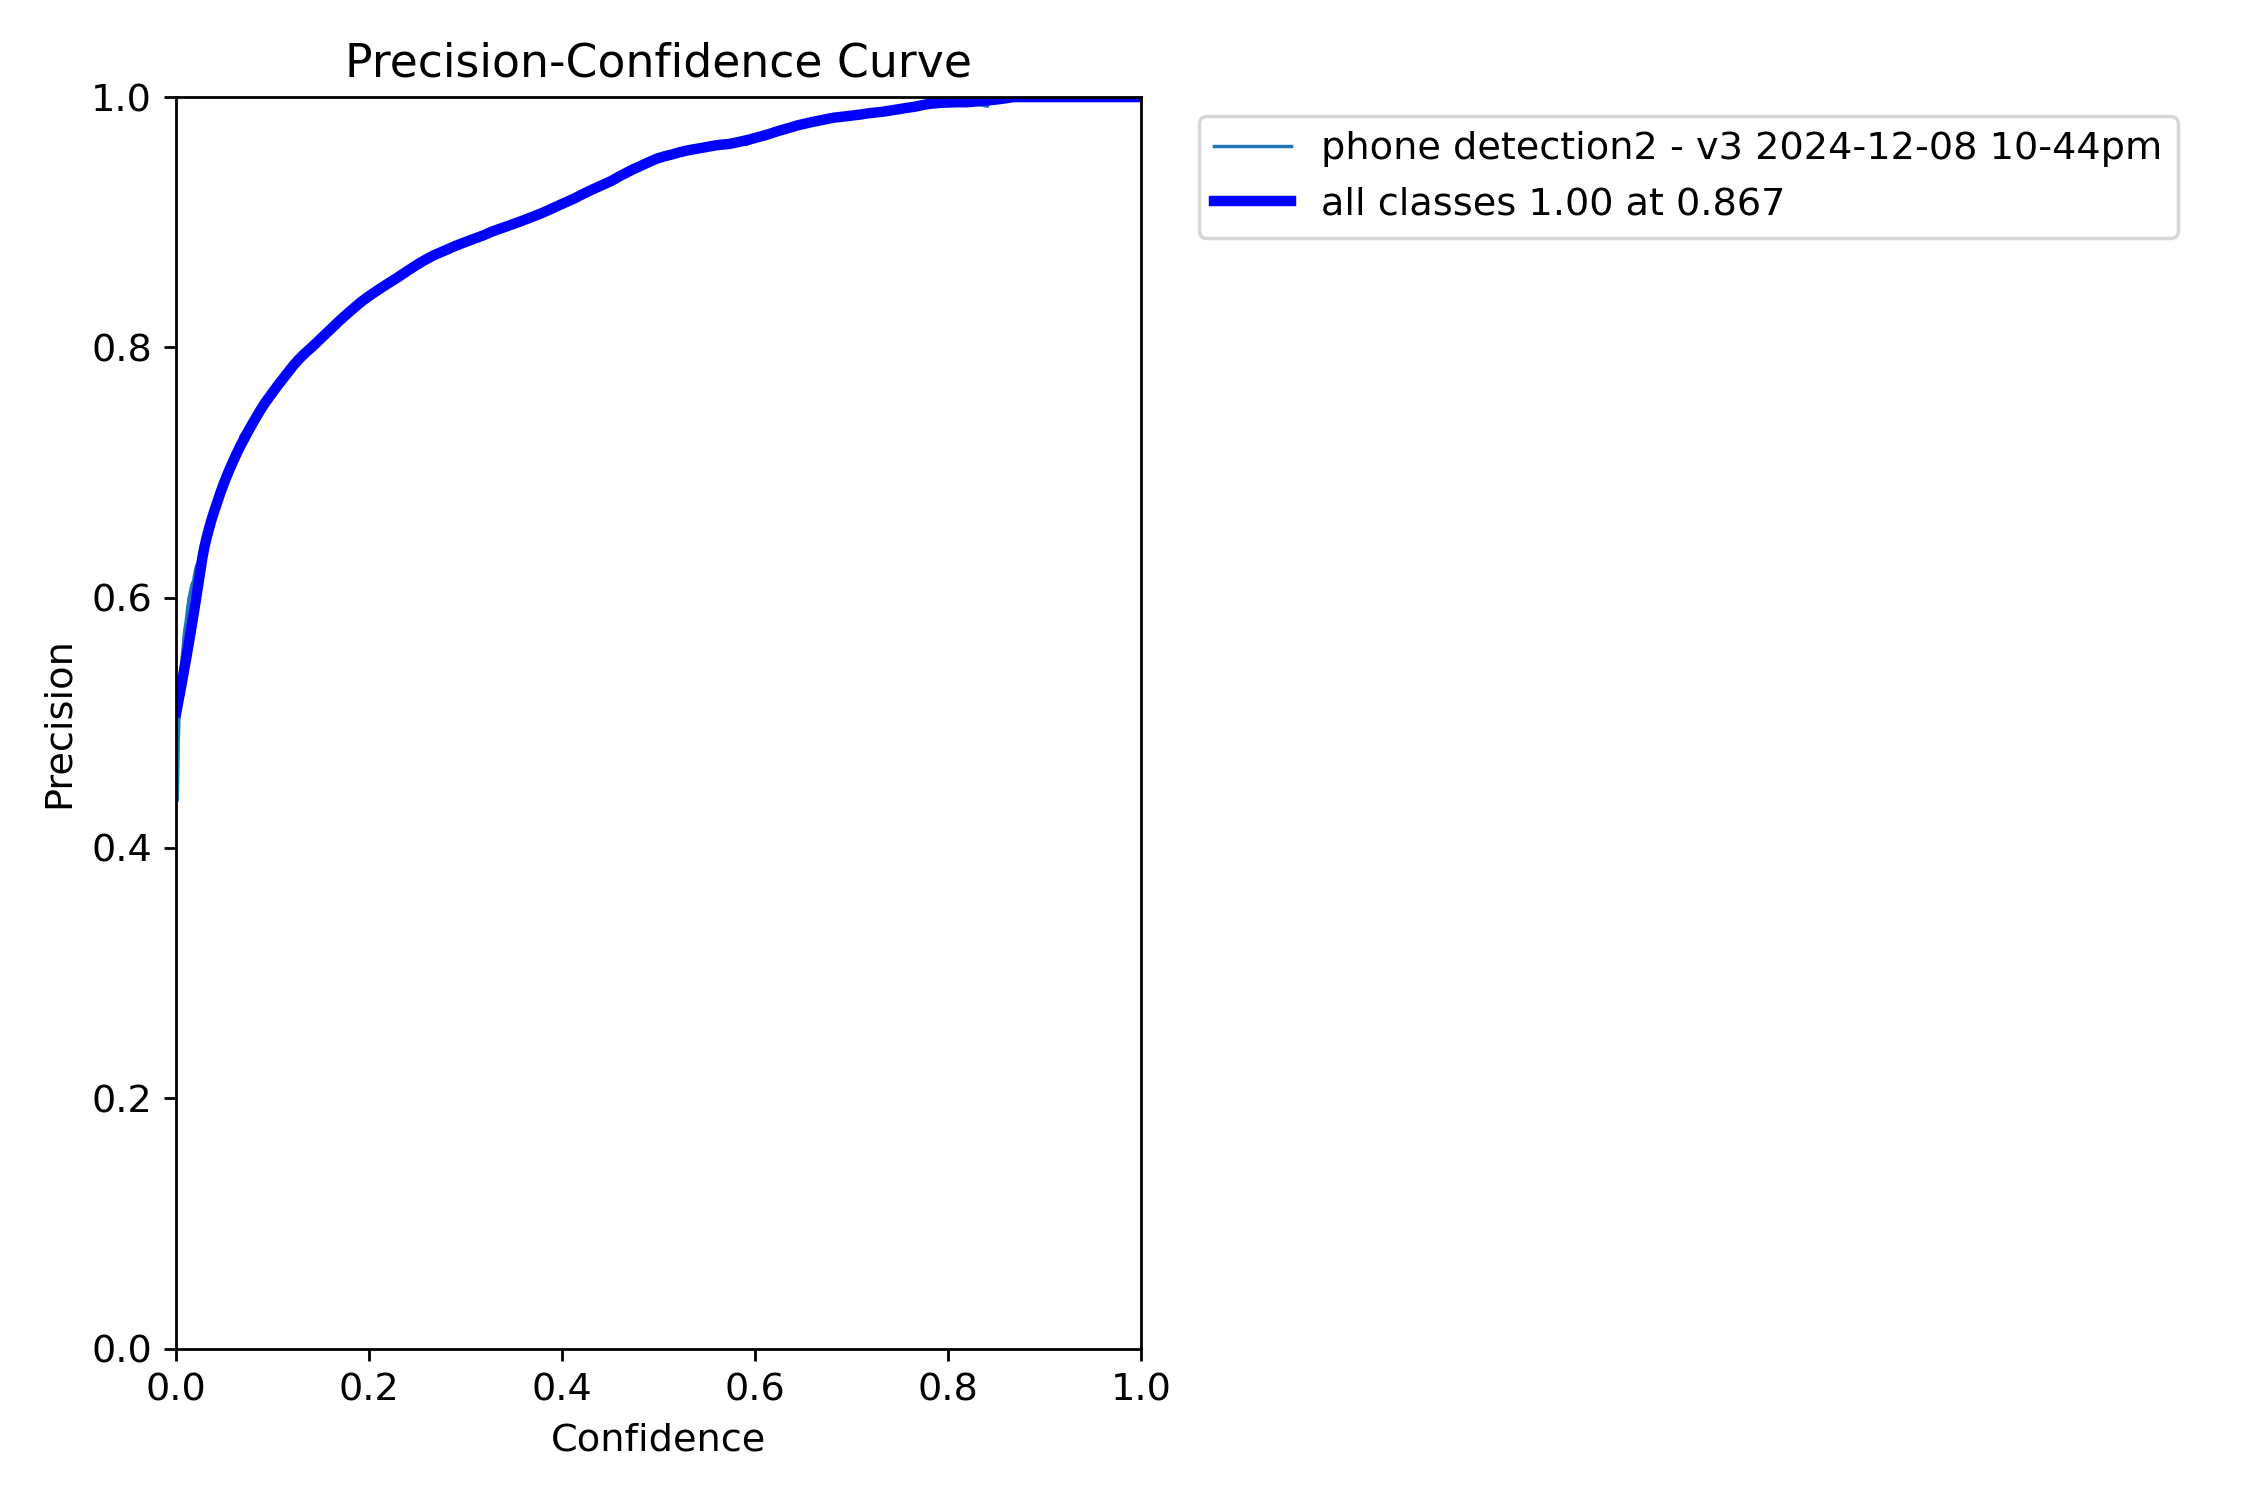 Precision-Confidence Curve
phone detection2 - v3 2024-12-08 10-44pm
all classes 1.00 at 0.867
Precision
1.0
0.8
0.6
0.4
0.2
0.0
0.0 0.2 0.4 0.6 0.8 1.0
Confidence